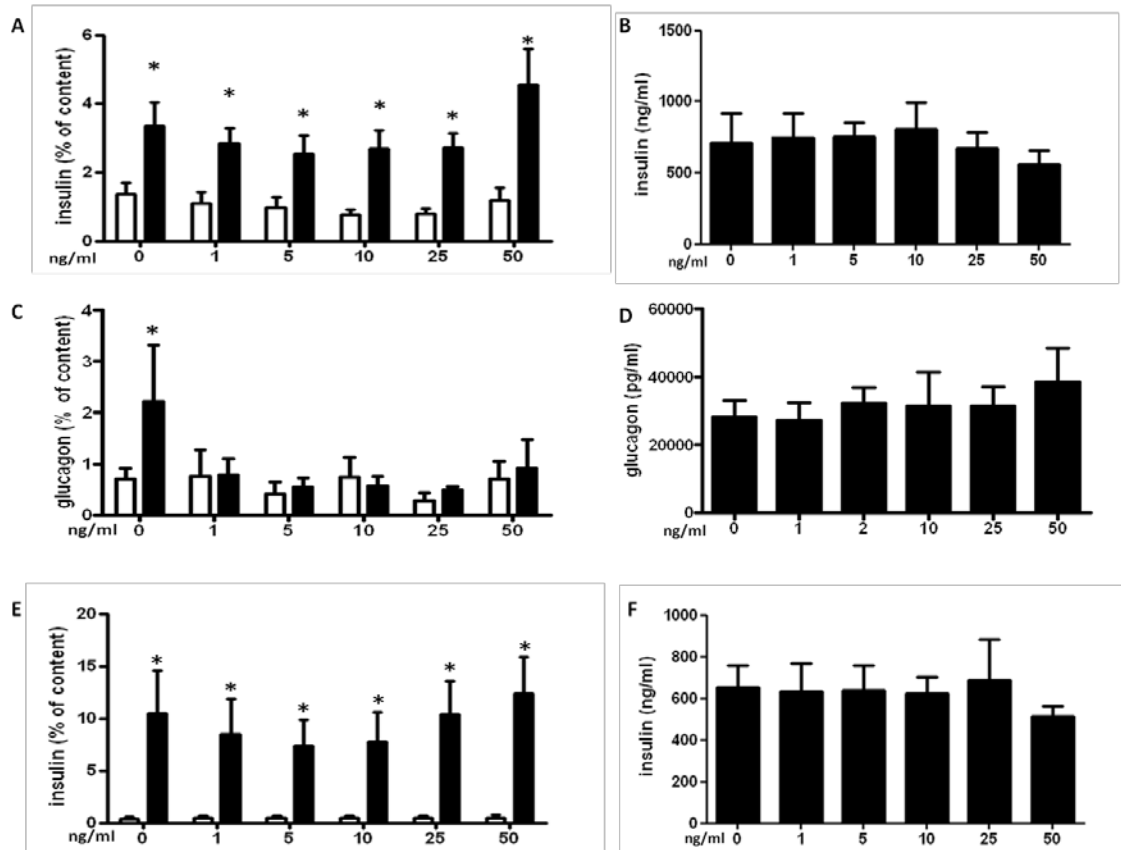 A
insulin (% of content)
6
4
2
0
* * * * * *
ng/ml 0 1 5 10 25 50
B
insulin (ng/ml)
1500
1000
500
0
ng/ml 0 1 5 10 25 50
C
glucagon (% of content)
4
3
2
1
0
*
ng/ml 0 1 5 10 25 50
D
glucagon (pg/ml)
60000
40000
20000
0
ng/ml 0 1 2 10 25 50
E
insulin (% of content)
20
15
10
5
0
* * * * * *
ng/ml 0 1 5 10 25 50
F
insulin (ng/ml)
1000
800
600
400
200
0
ng/ml 0 1 5 10 25 50